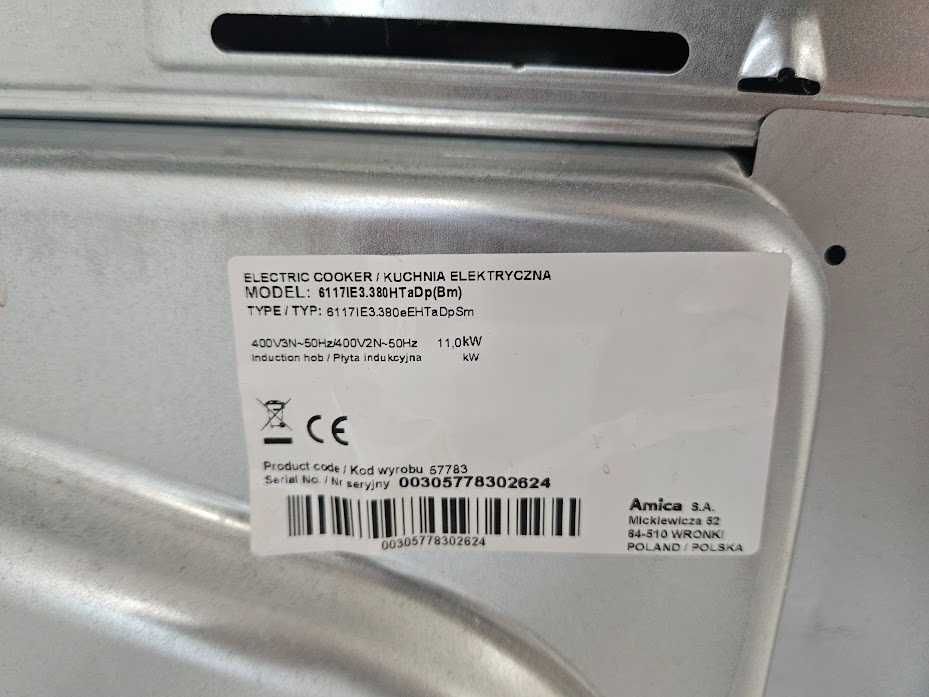 ELECTRIC COOKER / KUCHNIA ELEKTRYCZNA
MODEL: 6117IE3.380HTaDp(Bm)
TYPE / TYP: 6117IE3.380eEHTaDpSm
400V3N~50Hz/400V2N~50Hz 11,0kW
Induction hob / Płyta indukcyjna kW
CE
Product code / Kod wyrobu 57783
Serial No. / Nr seryjny 00305778302624
00305778302624
Amica S.A.
Mickiewicza 52
64-510 WRONKI
POLAND / POLSKA